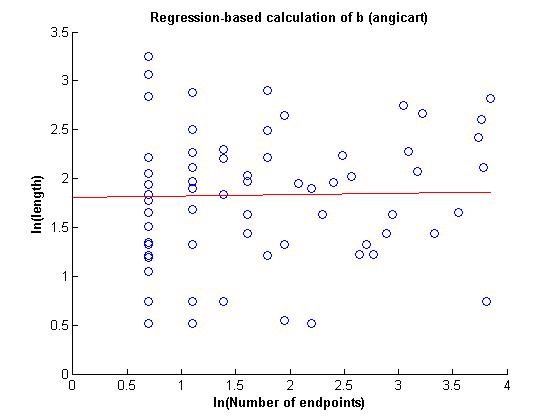 Regression-based calculation of b (angicart)
3.5
3
2.5
2
1.5
1
0.5
0
ln(length)
0 0.5 1 1.5 2 2.5 3 3.5 4
ln(Number of endpoints)